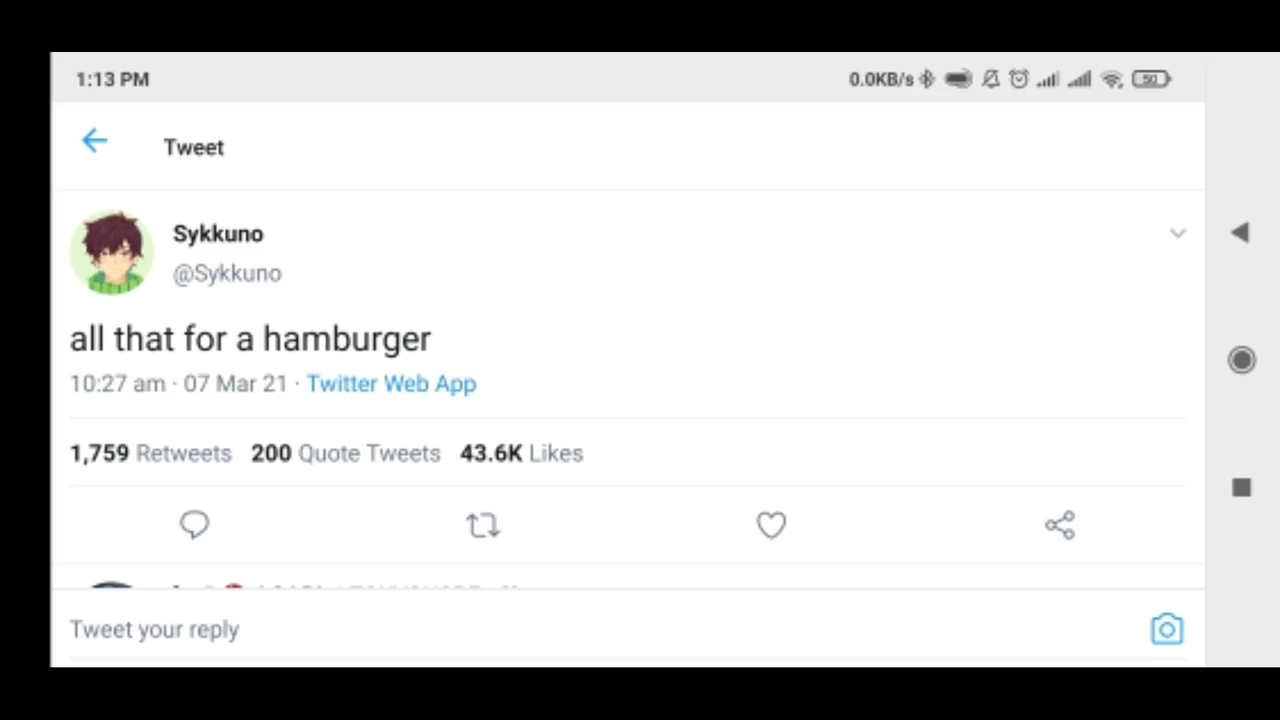 1:13 PM 0.0KB/s 50
Tweet
Sykkuno
@Sykkuno
all that for a hamburger
10:27 am · 07 Mar 21 · Twitter Web App
1,759 Retweets 200 Quote Tweets 43.6K Likes
Tweet your reply